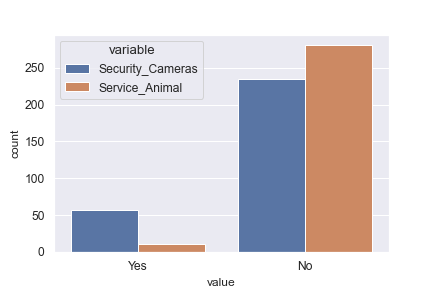 variable
Security_Cameras
Service_Animal
250
200
150
100
50
0
count
Yes
No
value